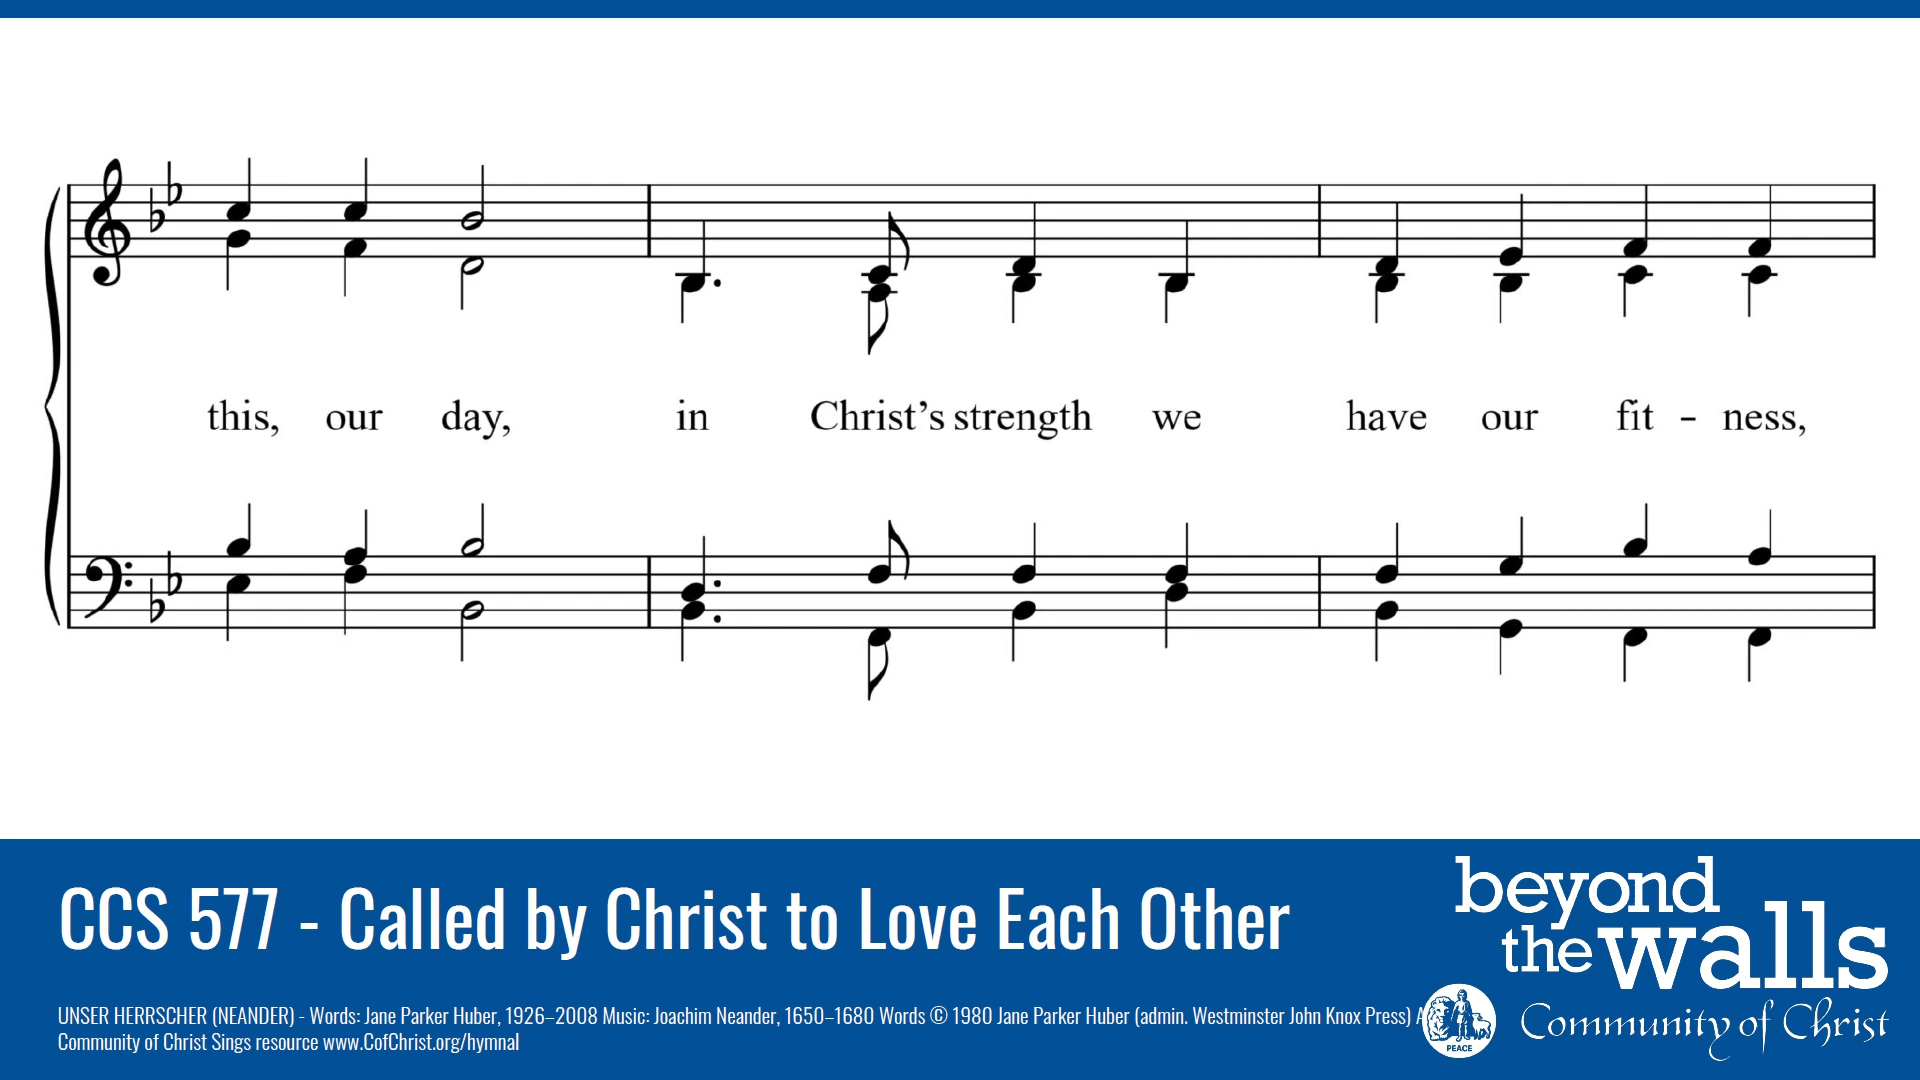 this, our day, in Christ's strength we have our fit - ness,
CCS 577 - Called by Christ to Love Each Other
UNSER HERRSCHER (NEANDER) - Words: Jane Parker Huber, 1926–2008 Music: Joachim Neander, 1650–1680 Words © 1980 Jane Parker Huber (admin. Westminster John Knox Press)
Community of Christ Sings resource www.CofChrist.org/hymnal
beyond
the walls
Community of Christ
PEACE